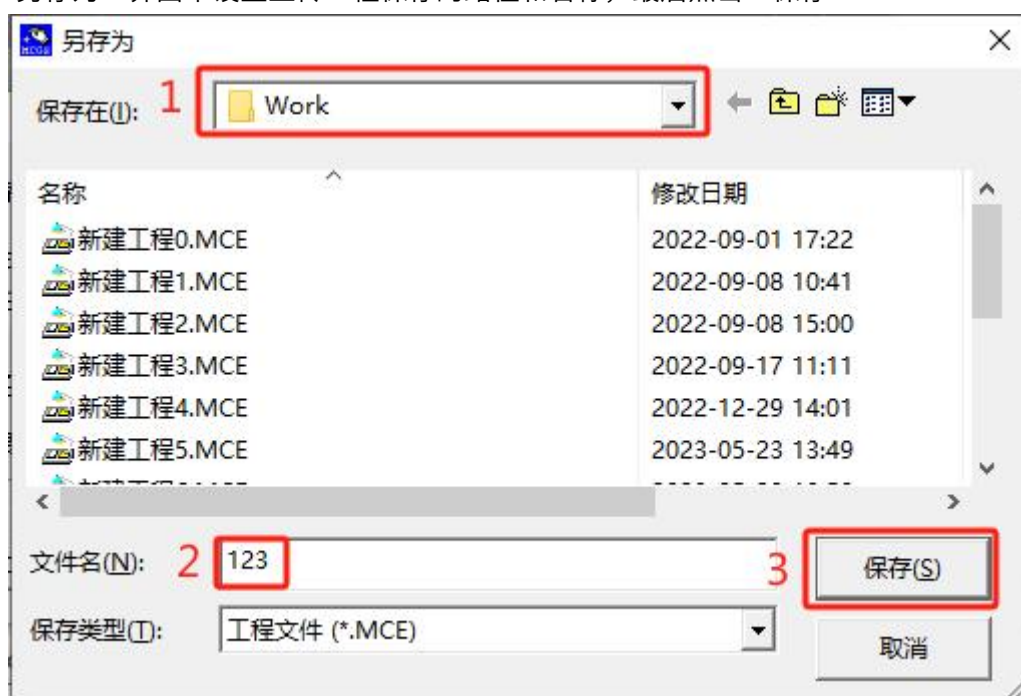 另存为
保存在(I): 1 Work
名称 修改日期
新建工程0.MCE 2022-09-01 17:22
新建工程1.MCE 2022-09-08 10:41
新建工程2.MCE 2022-09-08 15:00
新建工程3.MCE 2022-09-17 11:11
新建工程4.MCE 2022-12-29 14:01
新建工程5.MCE 2023-05-23 13:49
文件名(N): 2 123 3 保存(S)
保存类型(T): 工程文件 (*.MCE) 取消